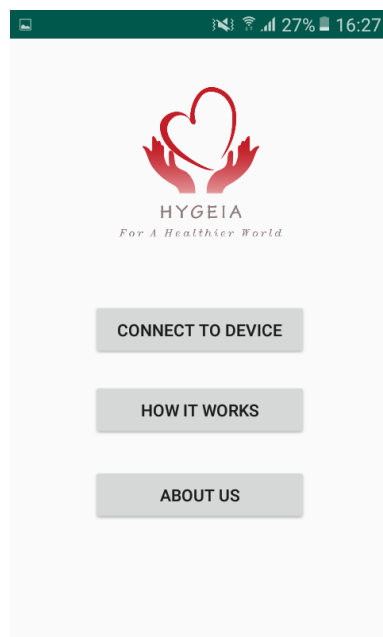 27% 16:27
HYGEIA
For A Healthier World
CONNECT TO DEVICE
HOW IT WORKS
ABOUT US